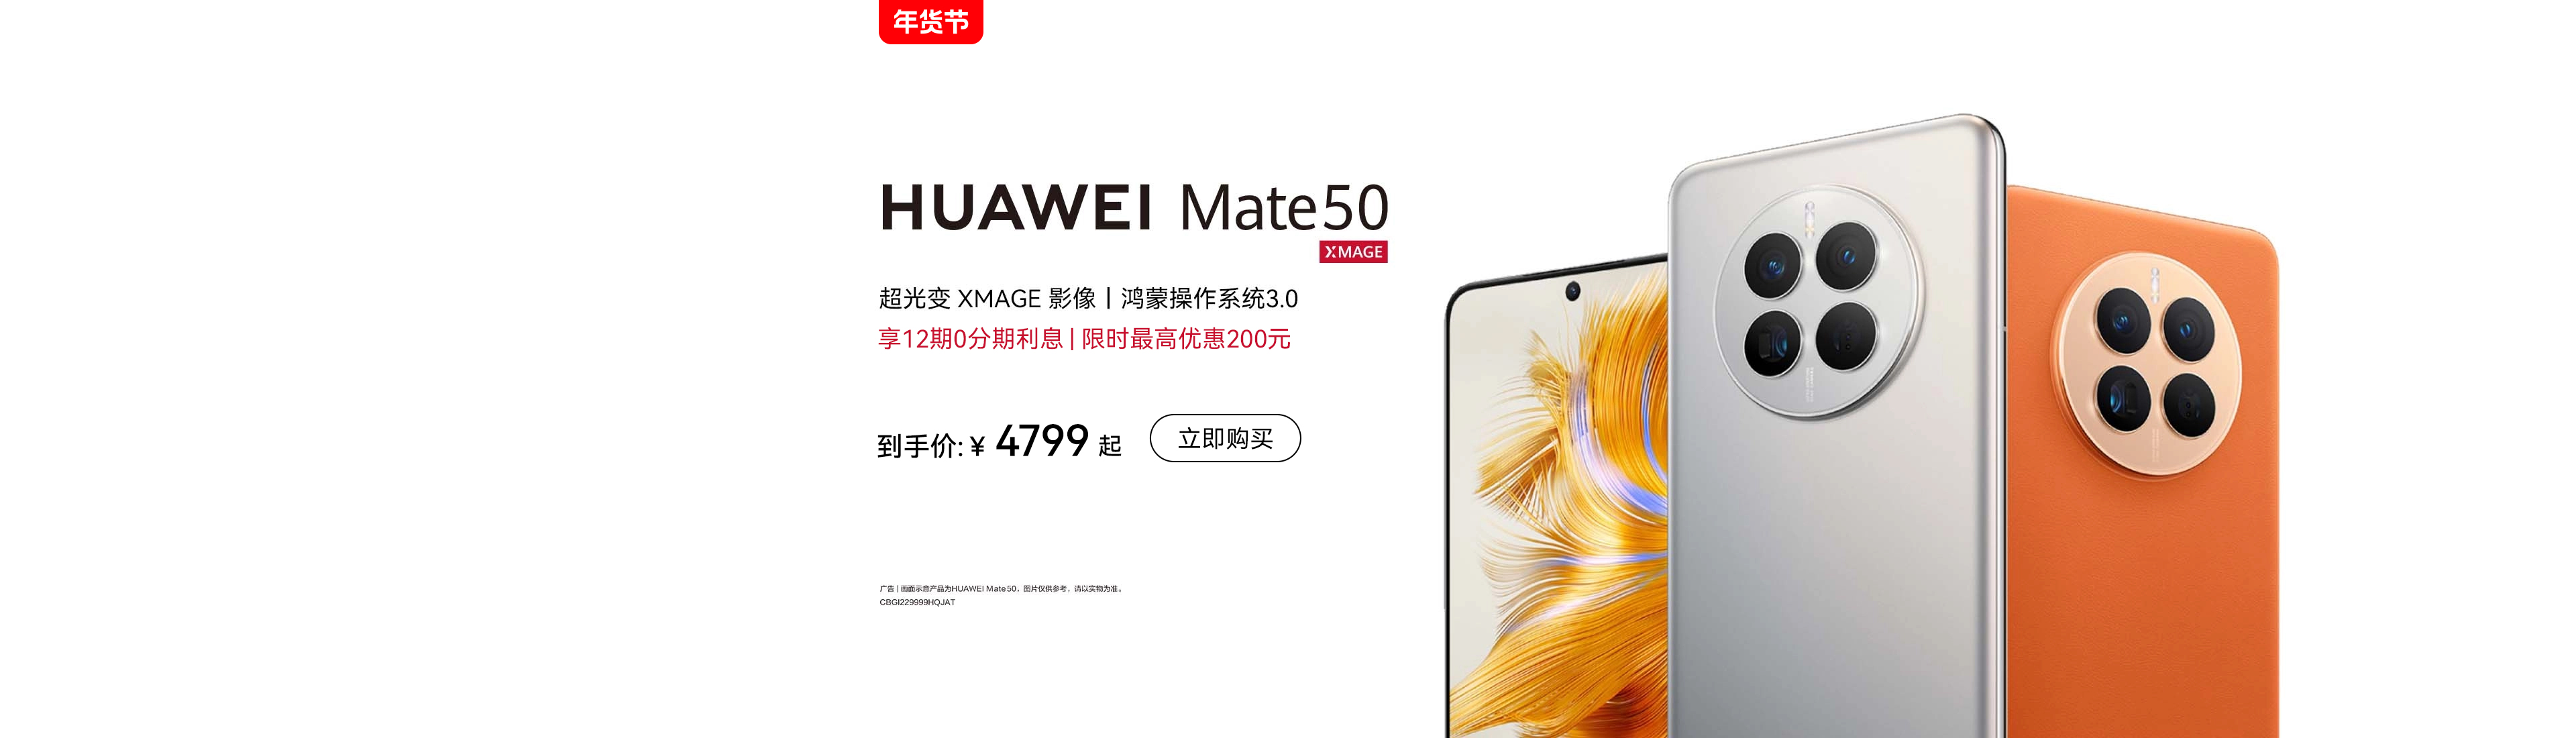 年货节
HUAWEI Mate50
XMAGE
超光变 XMAGE 影像丨鸿蒙操作系统3.0
享12期0分期利息 | 限时最高优惠200元
到手价: ¥ 4799 起
立即购买
广告 | 画面示意产品为HUAWEI Mate 50，图片仅供参考，请以实物为准。
CBGI229999HQJAT